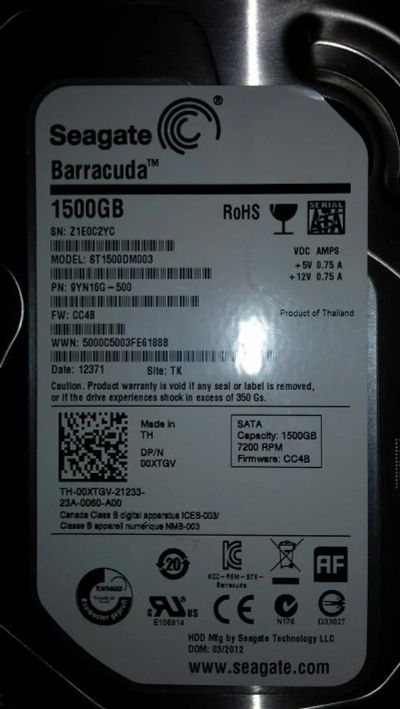 Seagate ®
Barracuda™
1500GB
RoHS
SERIAL
ATA
SN: Z1E0C2YC
VDC AMPS
MODEL: ST1500DM003
+5V 0.75 A
+12V 0.75 A
PN: 9YN16G-500
FW: CC4B
Product of Thailand
WWN: 5000C5003FE6188B
Date: 12371 Site: TK
Caution. Product warranty is void if any seal or label is removed,
or if the drive experiences shock in excess of 350 Gs.
Made in
TH
DP/N
00XTGV
SATA
Capacity: 1500GB
7200 RPM
Firmware: CC4B
TH-00XTGV-21233-
23A-0060-A00
Canada Class B digital apparatus ICES-003/
Classe B appareil numérique NMB-003
20
KCC-REM-STX-
Barracuda
AF
c RU US
E106814
CE
N176
D33027
HDD Mfg by Seagate Technology LLC
DOM: 03/2012
www.seagate.com